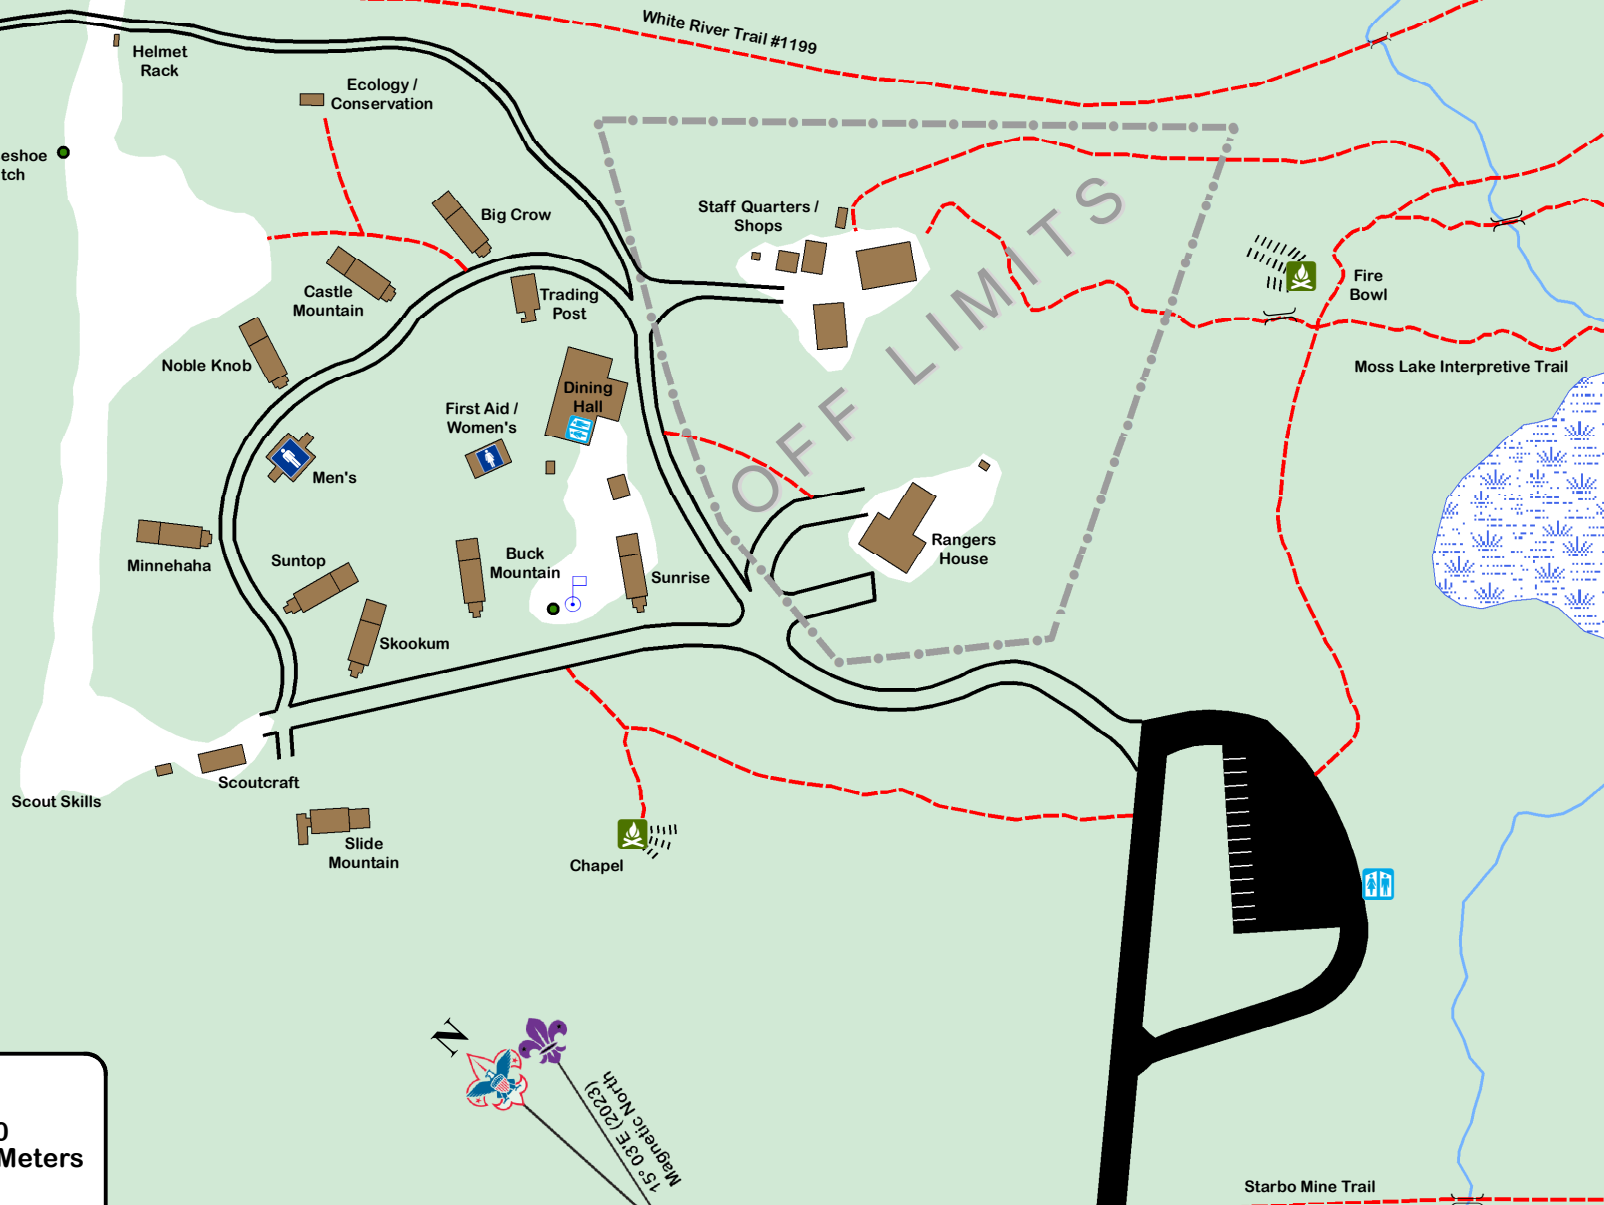 White River Trail #1199
Helmet
Rack
Ecology /
Conservation
eshoe
tch
Big Crow
Staff Quarters /
Shops
OFF LIMITS
Castle
Mountain
Trading
Post
Fire
Bowl
Noble Knob
Moss Lake Interpretive Trail
Dining
Hall
First Aid /
Women's
Men's
Rangers
House
Minnehaha
Suntop
Buck
Mountain
Sunrise
Skookum
Scoutcraft
Scout Skills
Slide
Mountain
Chapel
N
15° 03'E (2023)
Magnetic North
0
Meters
Starbo Mine Trail